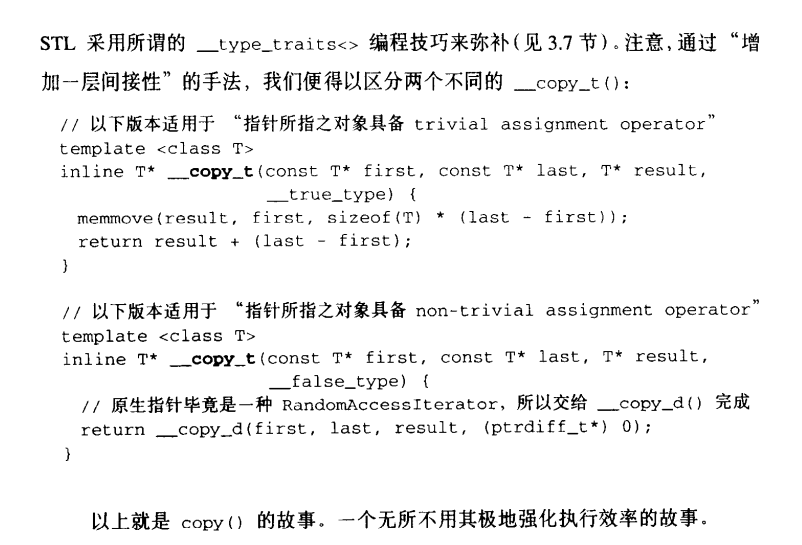 STL 采用所谓的 __type_traits<> 编程技巧来弥补(见 3.7 节)。注意,通过“增
加一层间接性”的手法，我们便得以区分两个不同的 __copy_t():
// 以下版本适用于 “指针所指之对象具备 trivial assignment operator”
template <class T>
inline T* __copy_t(const T* first, const T* last, T* result,
__true_type) {
memmove(result, first, sizeof(T) * (last - first));
return result + (last - first);
}
// 以下版本适用于 “指针所指之对象具备 non-trivial assignment operator”
template <class T>
inline T* __copy_t(const T* first, const T* last, T* result,
__false_type) {
// 原生指针毕竟是一种 RandomAccessIterator, 所以交给 __copy_d() 完成
return __copy_d(first, last, result, (ptrdiff_t*) 0);
}
以上就是 copy() 的故事。一个无所不用其极地强化执行效率的故事。